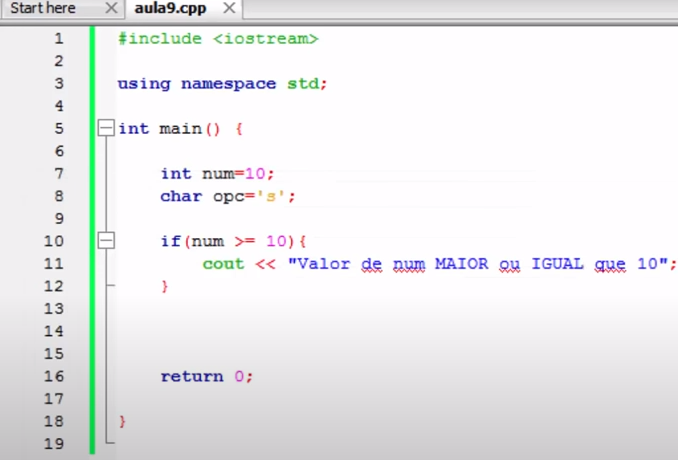 Start here aula9.cpp
1 #include <iostream>
2
3 using namespace std;
4
5 int main() {
6
7 int num=10;
8 char opc='s';
9
10 if(num >= 10){
11 cout << "Valor de num MAIOR ou IGUAL que 10";
12 }
13
14
15
16 return 0;
17
18 }
19